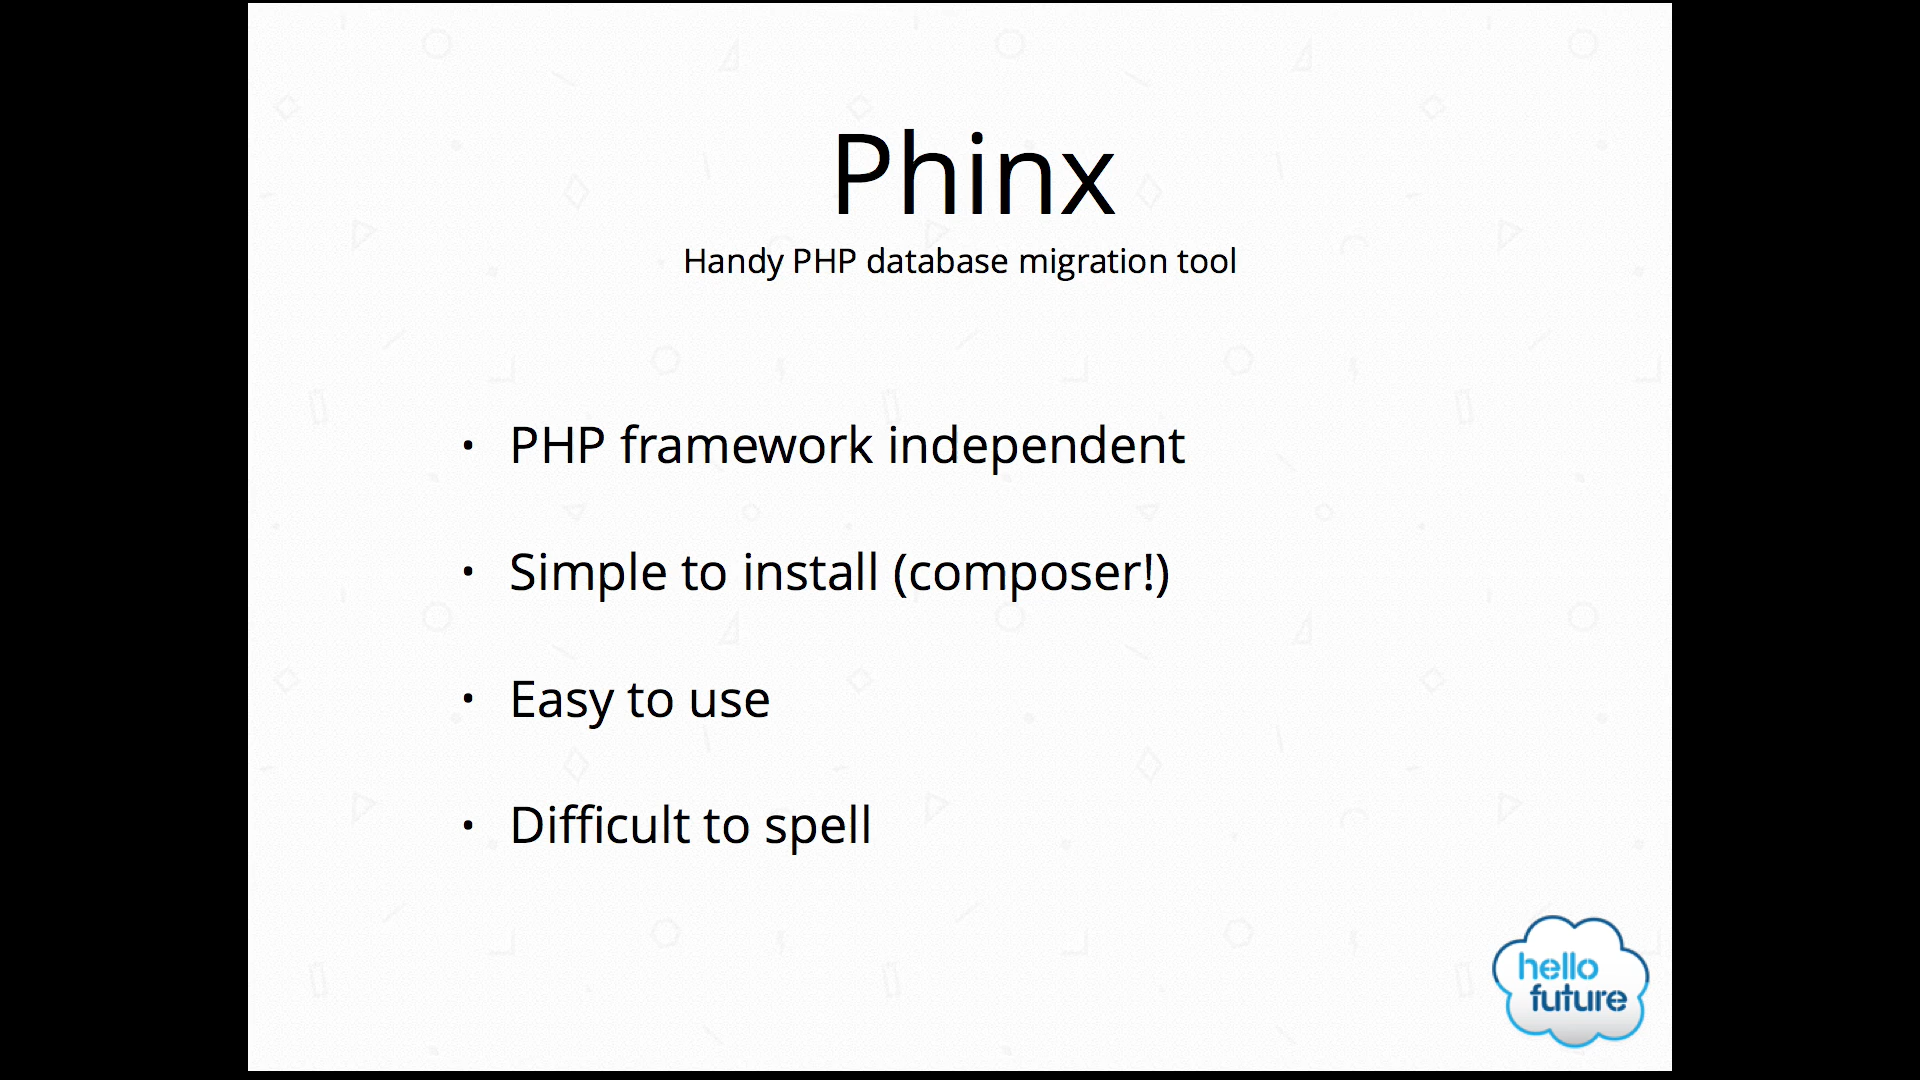 Phinx
Handy PHP database migration tool
• PHP framework independent
• Simple to install (composer!)
• Easy to use
• Difficult to spell
hello
future